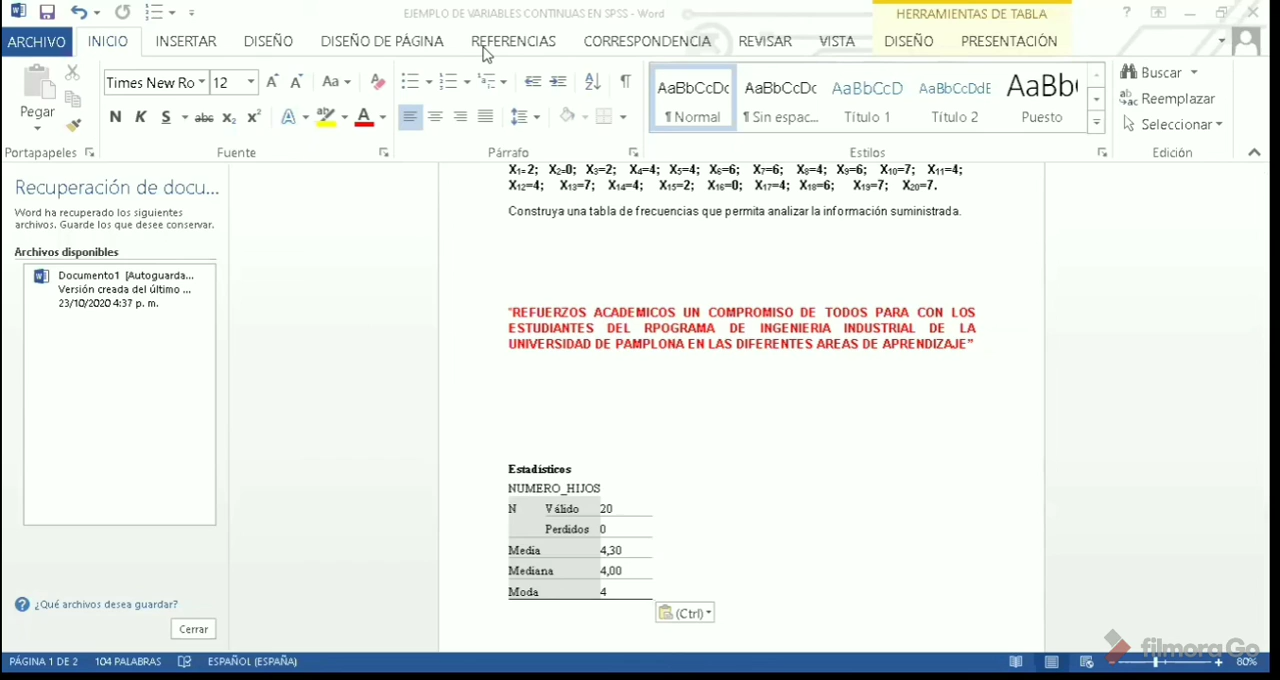 EJEMPLO DE VARIABLES CONTINUAS EN SPSS - Word
HERRAMIENTAS DE TABLA
ARCHIVO INICIO INSERTAR DISEÑO DISEÑO DE PÁGINA REFERENCIAS CORRESPONDENCIA REVISAR VISTA DISEÑO PRESENTACIÓN
Pegar
Times New Ro 12
Aa
N K S abc X₂ X² A ab A
AaBbCcDc AaBbCcDc AaBbCcD AaBbCcDdE AaBb(
¶ Normal ¶ Sin espac... Título 1 Título 2 Puesto
Buscar
Reemplazar
Seleccionar
Portapapeles Fuente Párrafo Estilos Edición
Recuperación de docu...
Word ha recuperado los siguientes
archivos. Guarde los que desee conservar.
Archivos disponibles
Documento1 [Autoguarda...
Versión creada del último ...
23/10/2020 4:37 p. m.
¿Qué archivos desea guardar?
Cerrar
X₁=2; X₂=0; X₃=2; X₄=4; X₅=4; X₆=6; X₇=6; X₈=4; X₉=6; X₁₀=7; X₁₁=4;
X₁₂=4; X₁₃=7; X₁₄=4; X₁₅=2; X₁₆=0; X₁₇=4; X₁₈=6; X₁₉=7; X₂₀=7.
Construya una tabla de frecuencias que permita analizar la información suministrada.
"REFUERZOS ACADEMICOS UN COMPROMISO DE TODOS PARA CON LOS
ESTUDIANTES DEL RPOGRAMA DE INGENIERIA INDUSTRIAL DE LA
UNIVERSIDAD DE PAMPLONA EN LAS DIFERENTES AREAS DE APRENDIZAJE"
Estadísticos
NUMERO_HIJOS
N Válido 20
Perdidos 0
Media 4,30
Mediana 4,00
Moda 4
(Ctrl)
filmoraGo
PÁGINA 1 DE 2 104 PALABRAS ESPAÑOL (ESPAÑA) 80%